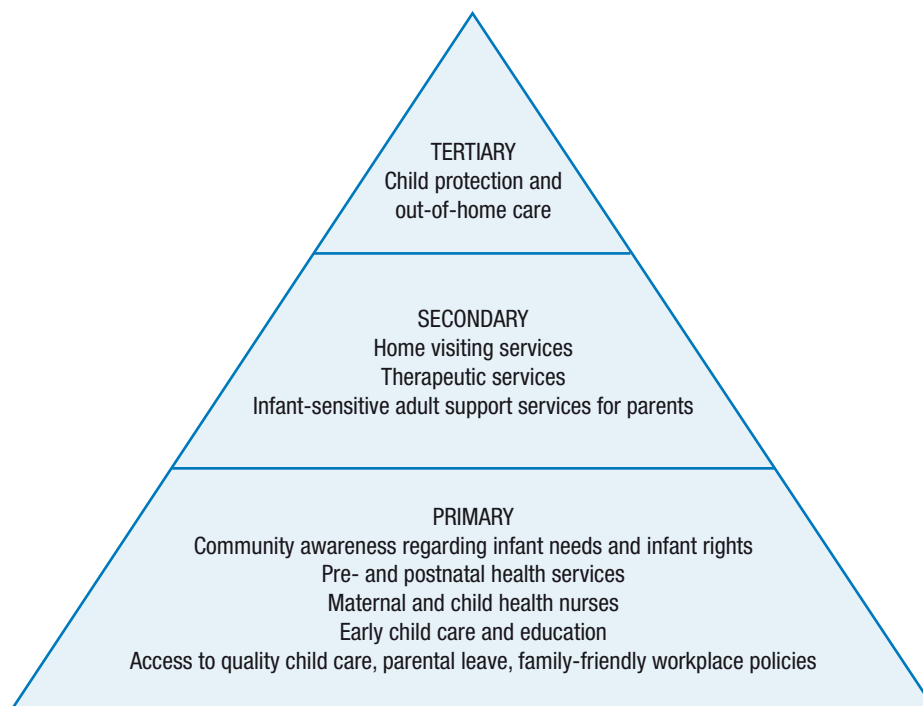 TERTIARY
Child protection and
out-of-home care
SECONDARY
Home visiting services
Therapeutic services
Infant-sensitive adult support services for parents
PRIMARY
Community awareness regarding infant needs and infant rights
Pre- and postnatal health services
Maternal and child health nurses
Early child care and education
Access to quality child care, parental leave, family-friendly workplace policies